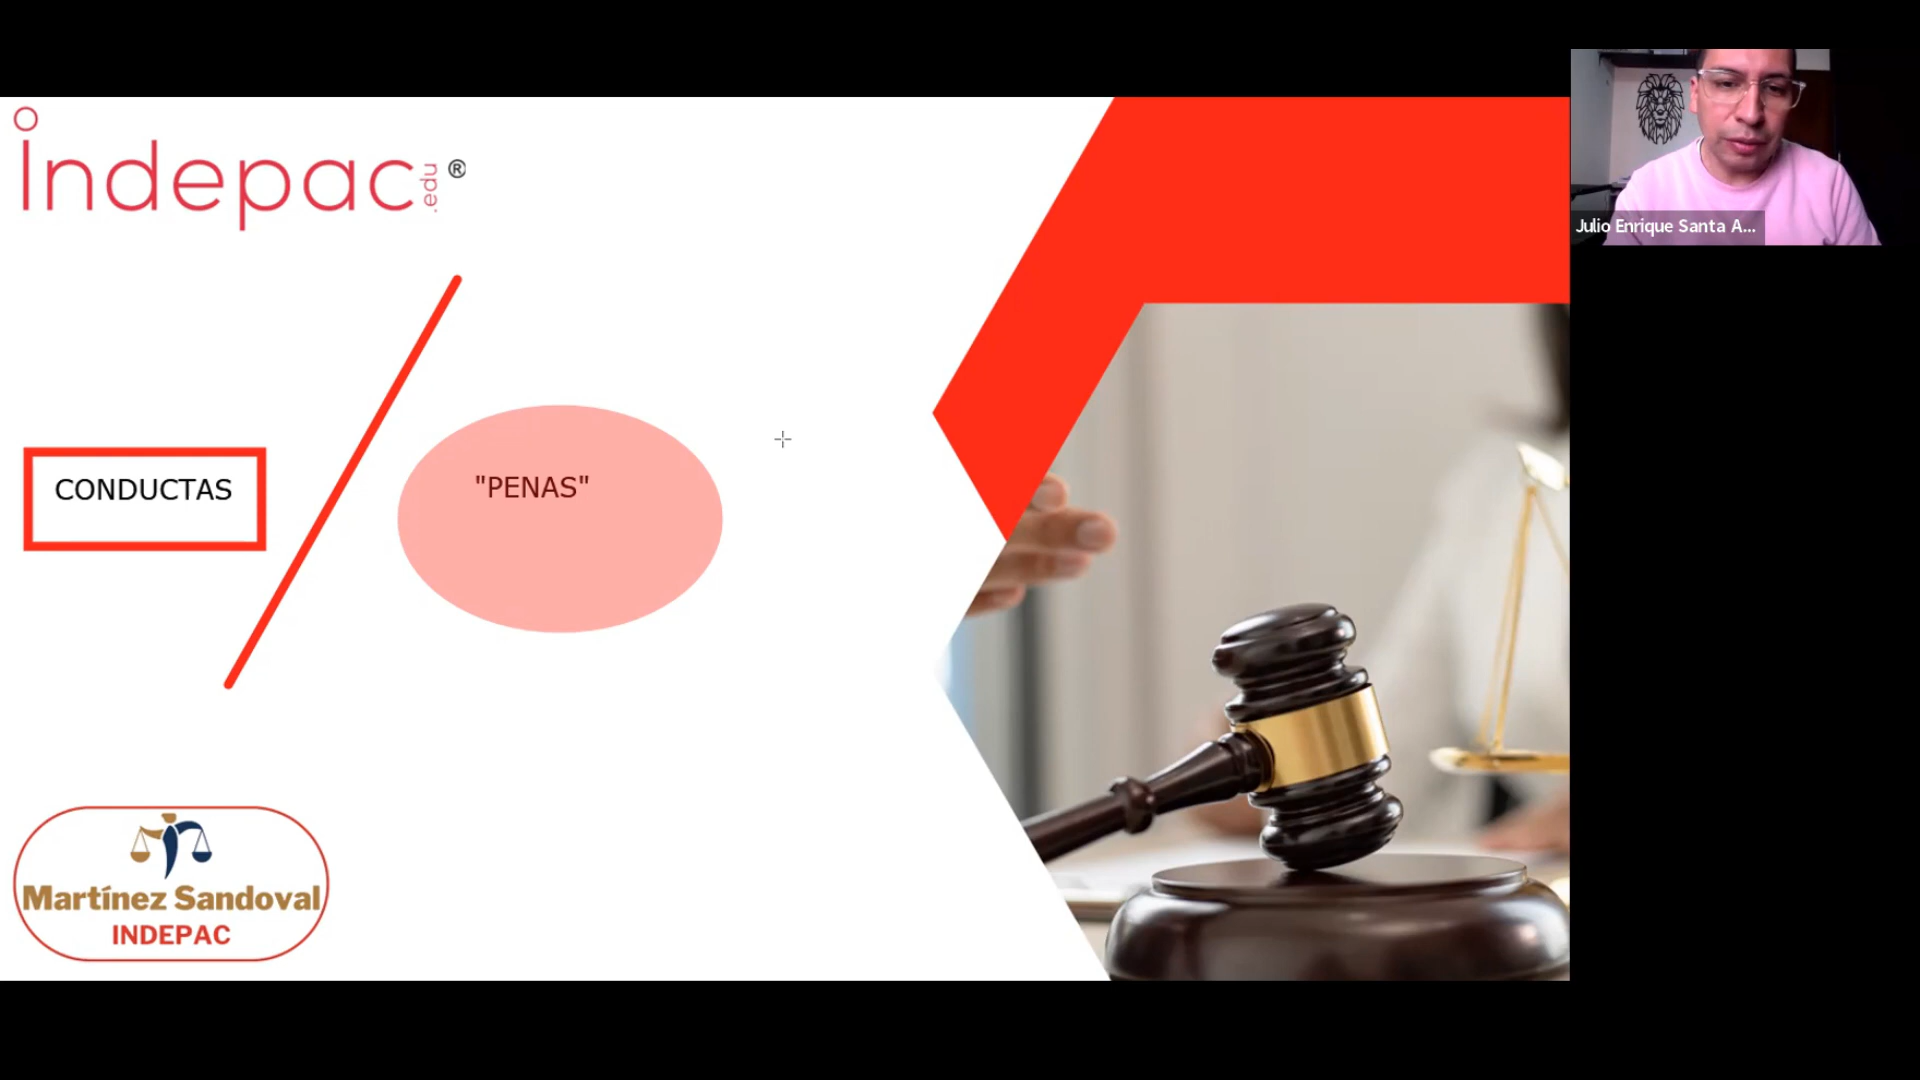 indepac .edu ®
Julio Enrique Santa A...
CONDUCTAS
"PENAS"
Martínez Sandoval
INDEPAC